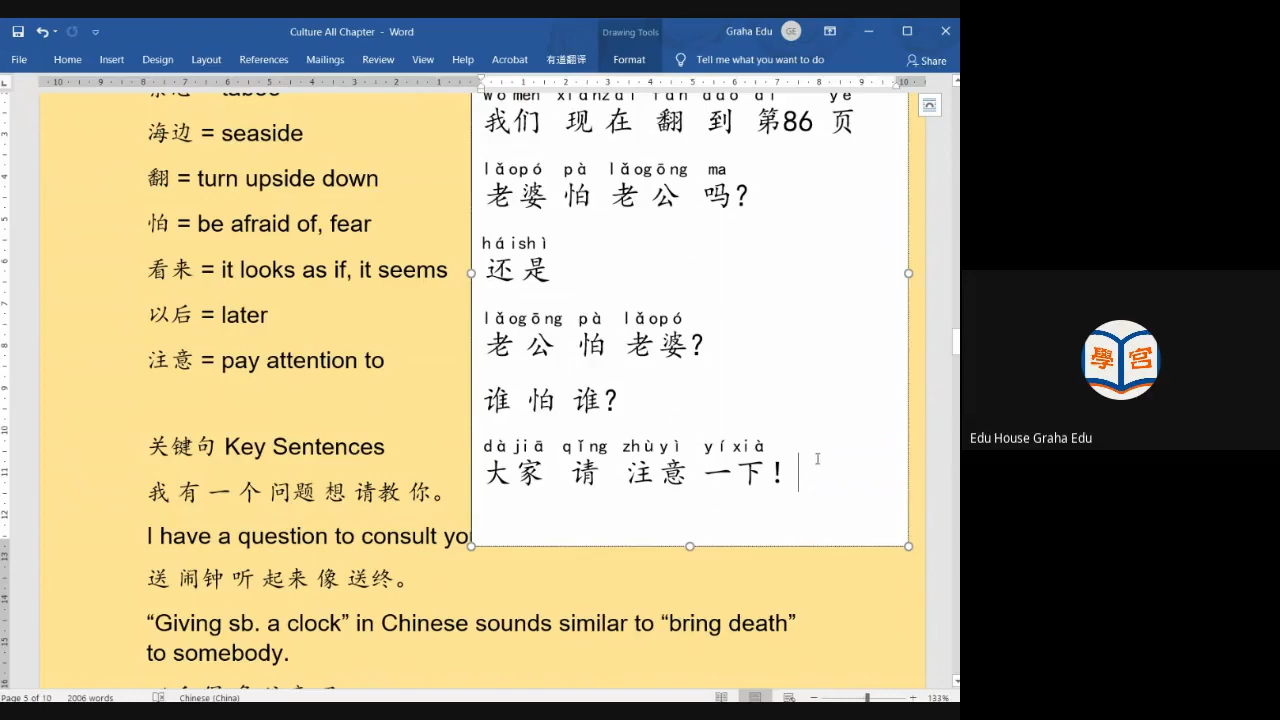 Culture All Chapter - Word
Drawing Tools
Graha Edu
GE
File Home Insert Design Layout References Mailings Review View Help Acrobat 有道翻译 Format Tell me what you want to do Share
= taboo
海边 = seaside
翻 = turn upside down
怕 = be afraid of, fear
看来 = it looks as if, it seems
以后 = later
注意 = pay attention to
关键句 Key Sentences
我 有 一 个 问题 想 请教 你。
I have a question to consult you
送 闹钟 听 起来 像 送终。
“Giving sb. a clock” in Chinese sounds similar to “bring death”
to somebody.
我们 现在 翻 到 第86 页
lǎopó pà lǎogōng ma
老婆 怕 老公 吗?
háishì
还是
lǎogōng pà lǎopó
老公 怕 老婆?
谁 怕 谁?
dàjiā qǐng zhùyì yíxià
大家 请 注意 一下!
Page 5 of 10 2006 words Chinese (China) 133%
學宮
Edu House Graha Edu